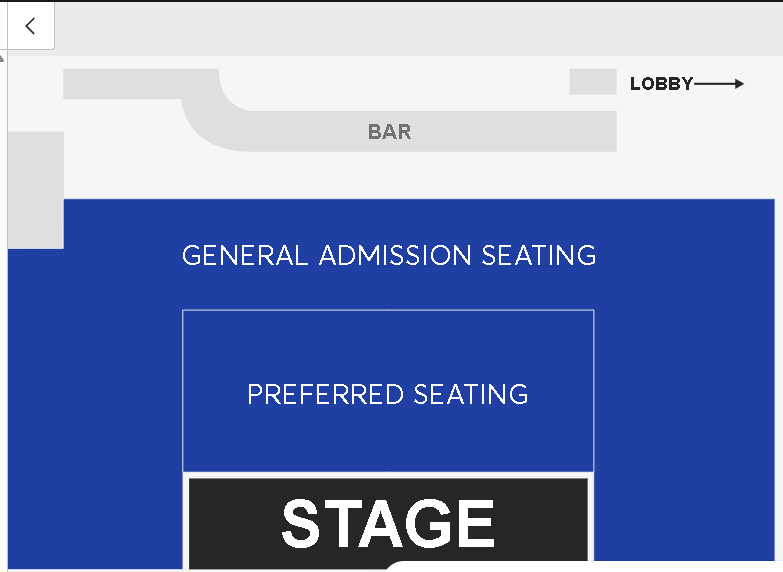 LOBBY
BAR
GENERAL ADMISSION SEATING
PREFERRED SEATING
STAGE